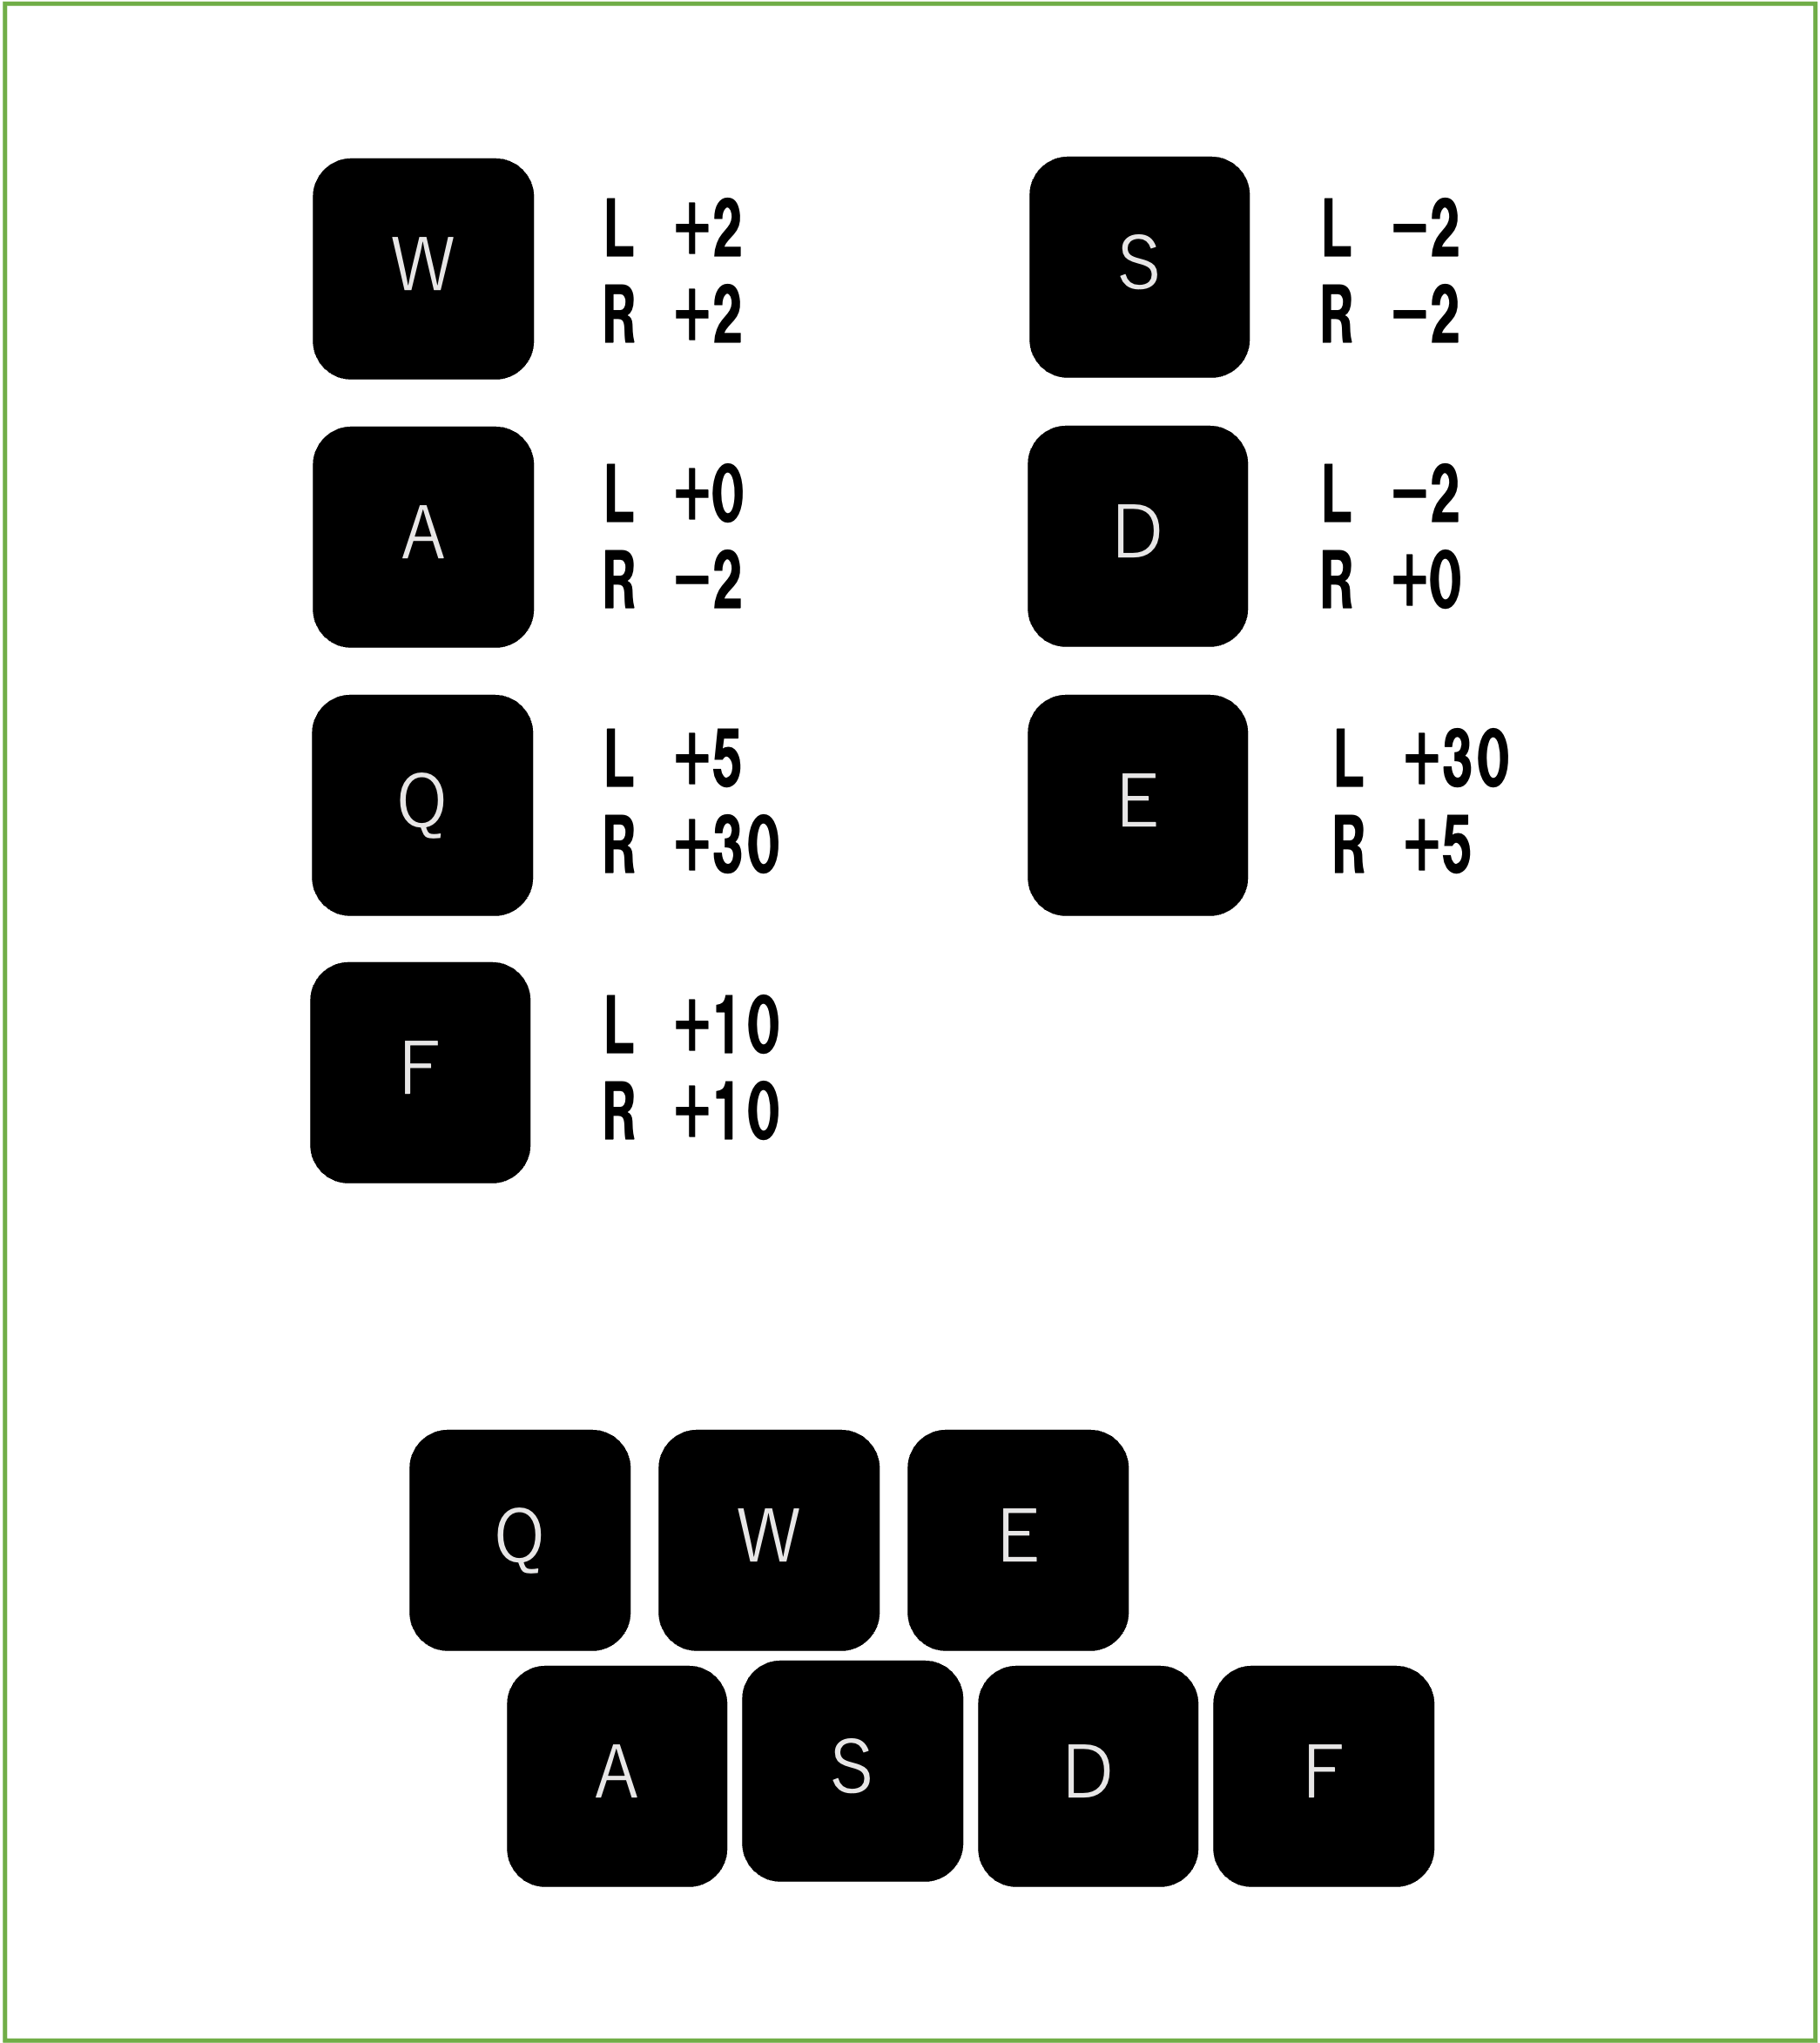 W
L +2
R +2
S
L -2
R -2
A
L +0
R -2
D
L -2
R +0
Q
L +5
R +30
E
L +30
R +5
F
L +10
R +10
Q W E
A S D F